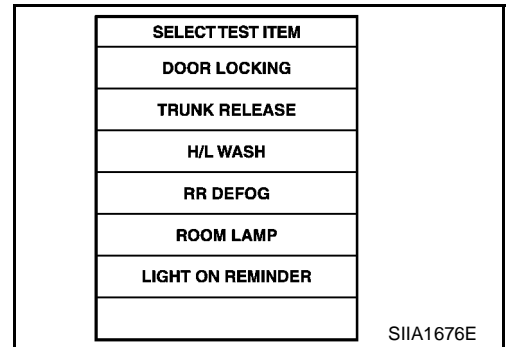 SELECT TEST ITEM
DOOR LOCKING
TRUNK RELEASE
H/L WASH
RR DEFOG
ROOM LAMP
LIGHT ON REMINDER
SIIA1676E